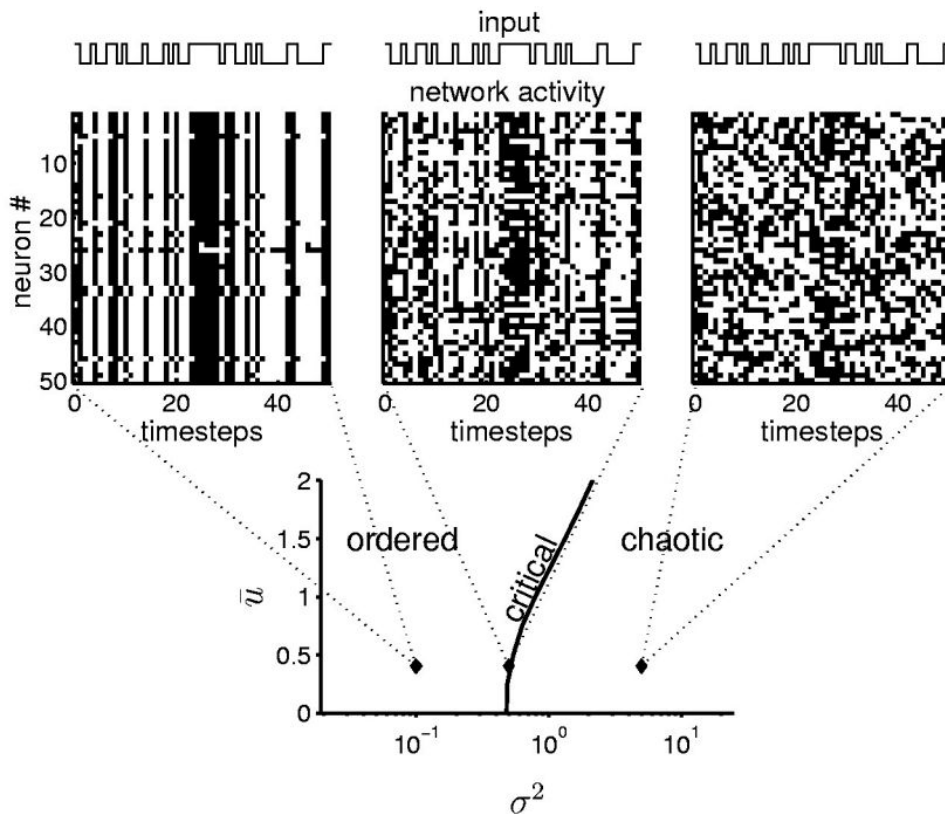 input
network activity
neuron #
10
20
30
40
50
0 20 40
timesteps
0 20 40
timesteps
0 20 40
timesteps
2
1.5
1
0.5
0
ū
ordered
critical
chaotic
10⁻¹ 10⁰ 10¹
σ²